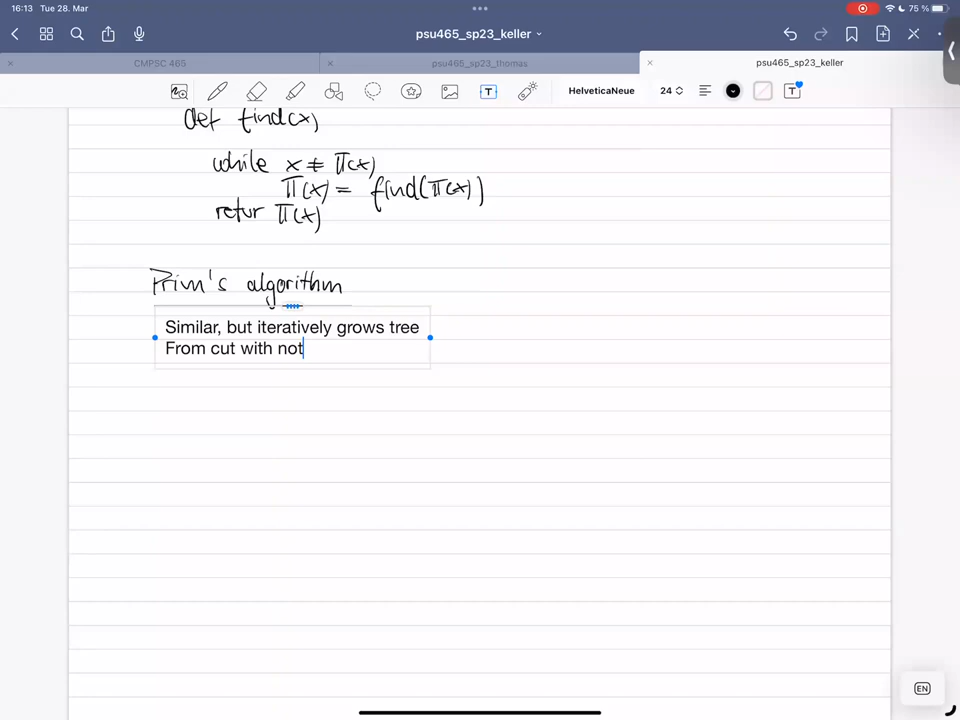 16:13 Tue 28. Mar
75 %
psu465_sp23_keller
CMPSC 465
psu465_sp23_thomas
psu465_sp23_keller
T
HelveticaNeue
24
T
def find(x)
while x ≠ π(x)
π(x) = find(π(x))
retur π(x)
Prim's algorithm
Similar, but iteratively grows tree
From cut with not
EN